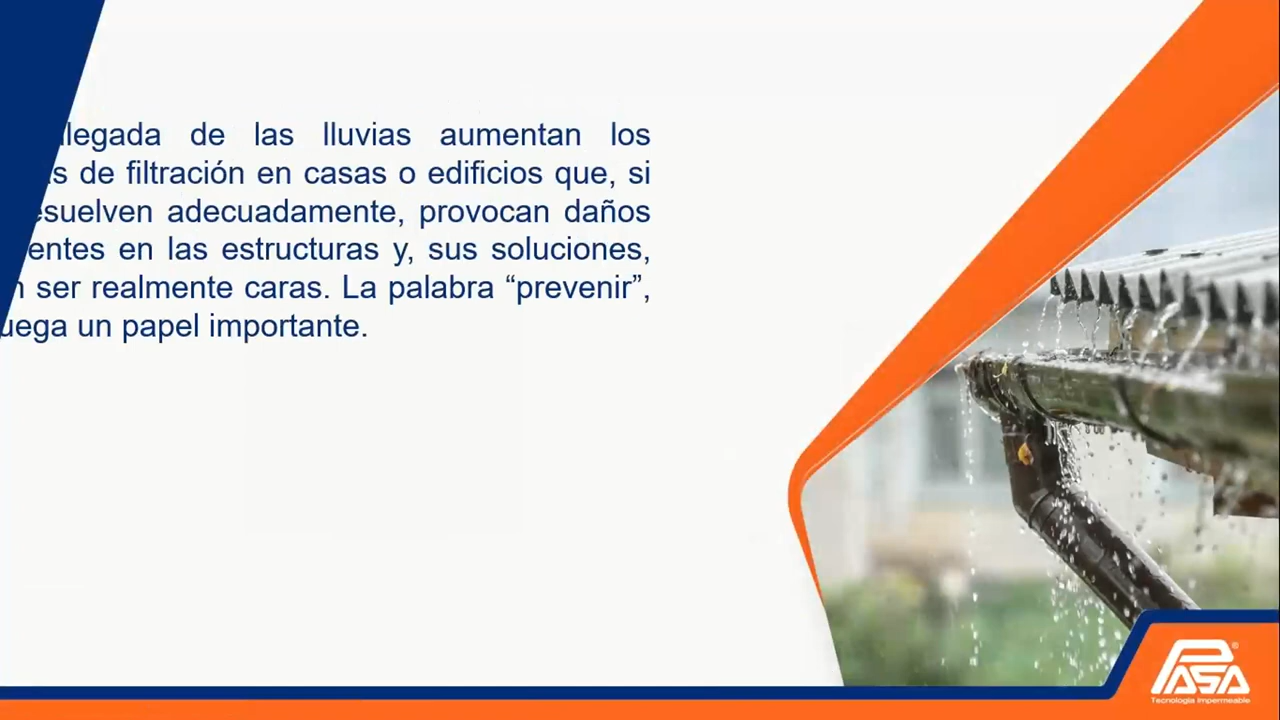 llegada de las lluvias aumentan los
s de filtración en casas o edificios que, si
esuelven adecuadamente, provocan daños
entes en las estructuras y, sus soluciones,
n ser realmente caras. La palabra “prevenir”,
uega un papel importante.
PASA®
Tecnología Impermeable